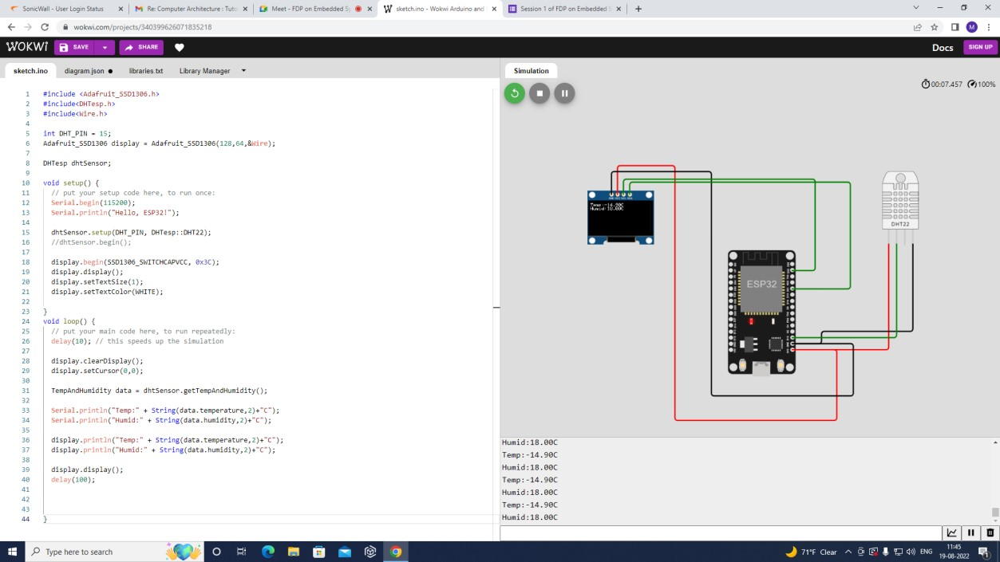 SonicWall - User Login Status
Re: Computer Architecture : Tuto
Meet - FDP on Embedded Sy
sketch.ino - Wokwi Arduino and
Session 1 of FDP on Embedded S
wokwi.com/projects/340399626071835218
M
WOKWI
SAVE
SHARE
Docs
SIGN UP
sketch.ino
diagram.json
libraries.txt
Library Manager
Simulation
00:07.457
100%
1 #include <Adafruit_SSD1306.h>
2 #include<DHTesp.h>
3 #include<Wire.h>
4
5 int DHT_PIN = 15;
6 Adafruit_SSD1306 display = Adafruit_SSD1306(128,64,&Wire);
7
8 DHTesp dhtSensor;
9
10 void setup() {
11 // put your setup code here, to run once:
12 Serial.begin(115200);
13 Serial.println("Hello, ESP32!");
14
15 dhtSensor.setup(DHT_PIN, DHTesp::DHT22);
16 //dhtSensor.begin();
17
18 display.begin(SSD1306_SWITCHCAPVCC, 0x3C);
19 display.display();
20 display.setTextSize(1);
21 display.setTextColor(WHITE);
22
23 }
24 void loop() {
25 // put your main code here, to run repeatedly:
26 delay(10); // this speeds up the simulation
27
28 display.clearDisplay();
29 display.setCursor(0,0);
30
31 TempAndHumidity data = dhtSensor.getTempAndHumidity();
32
33 Serial.println("Temp:" + String(data.temperature,2)+"C");
34 Serial.println("Humid:" + String(data.humidity,2)+"C");
35
36 display.println("Temp:" + String(data.temperature,2)+"C");
37 display.println("Humid:" + String(data.humidity,2)+"C");
38
39 display.display();
40 delay(100);
41
42
43
44 }
Temp:-14.90C
Humid:18.00C
DHT22
ESP32
Humid:18.00C
Temp:-14.90C
Humid:18.00C
Temp:-14.90C
Humid:18.00C
Temp:-14.90C
Humid:18.00C
Type here to search
71°F Clear
ENG
11:45
19-08-2022
1